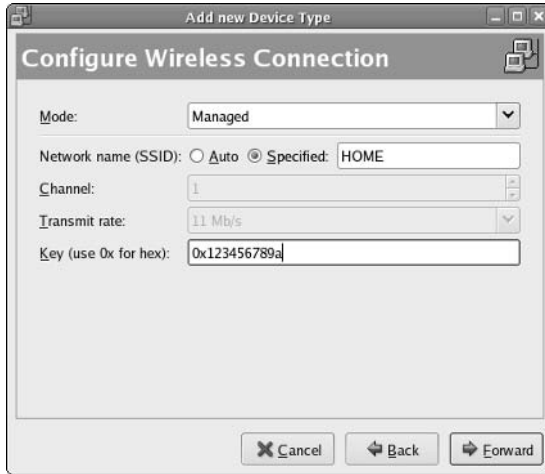 Add new Device Type
Configure Wireless Connection
Mode: Managed
Network name (SSID): Auto Specified: HOME
Channel: 1
Transmit rate: 11 Mb/s
Key (use 0x for hex): 0x123456789a
Cancel Back Forward